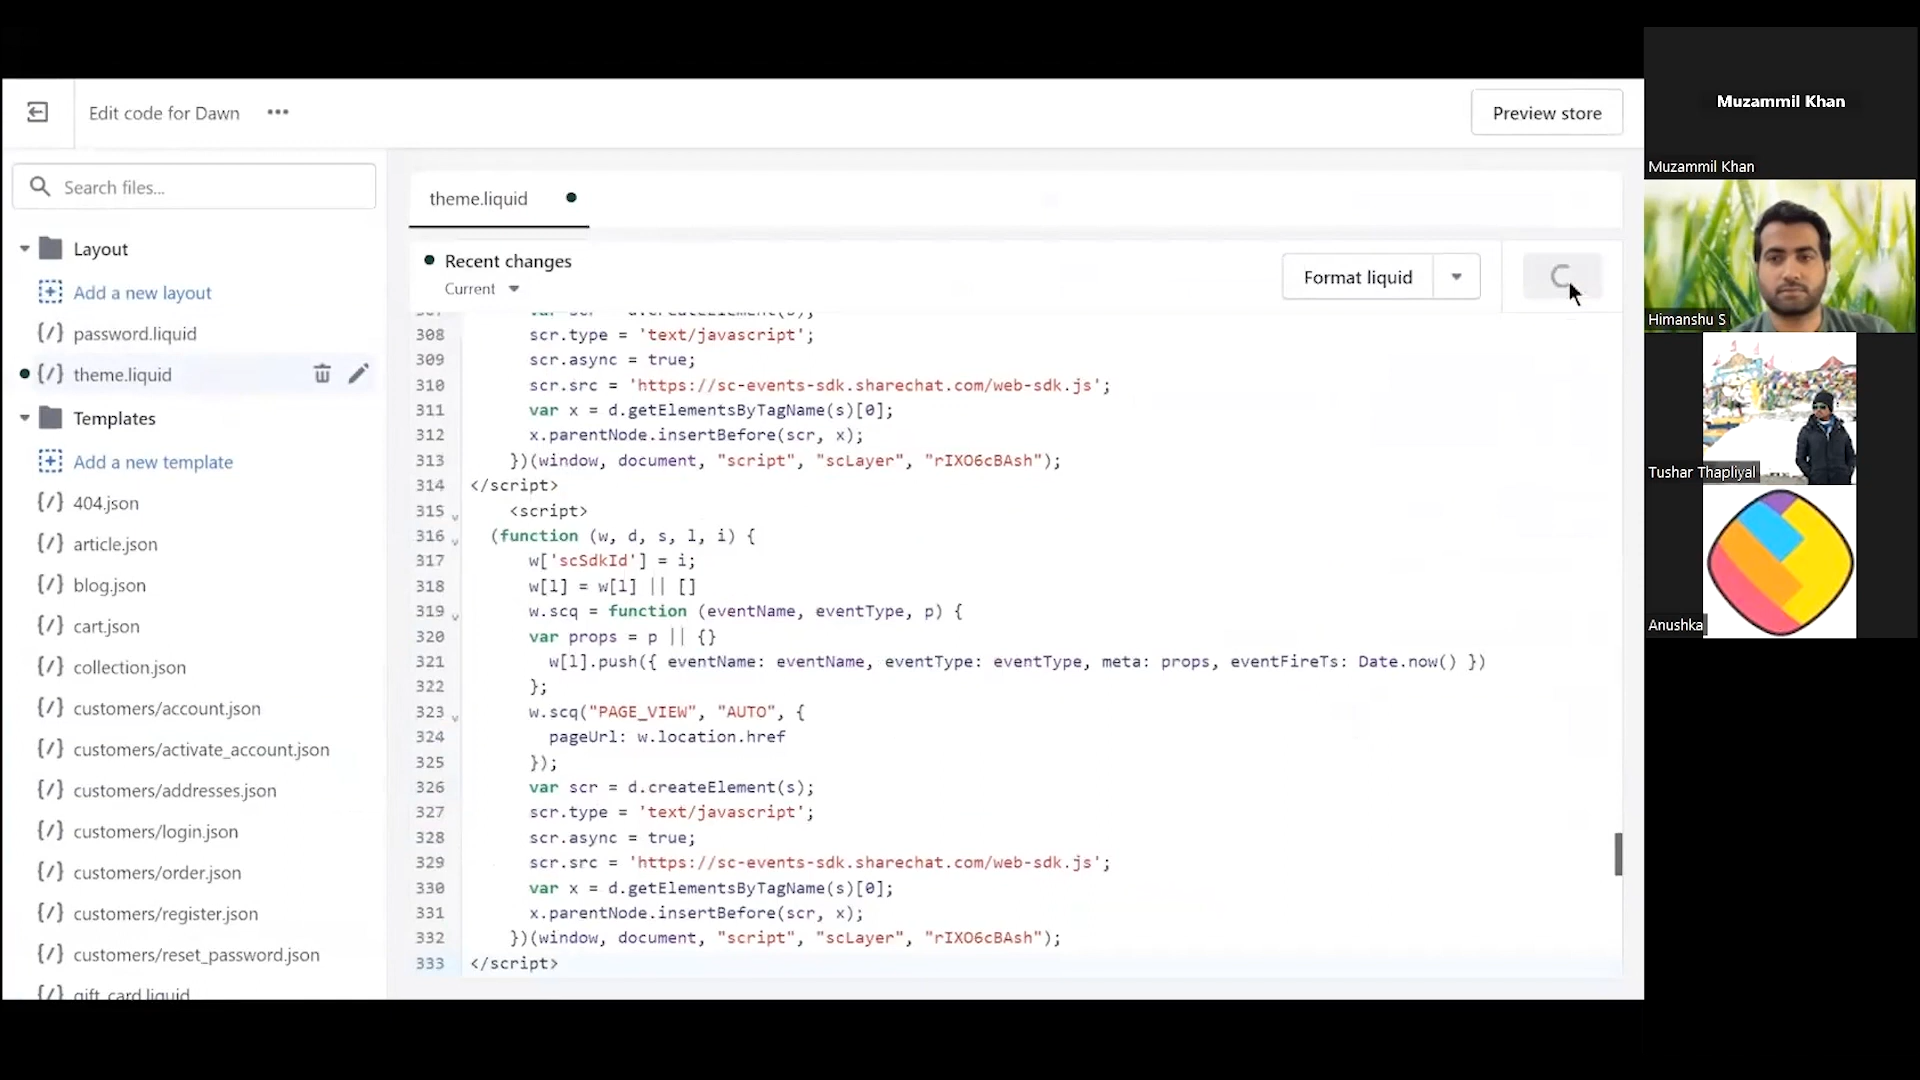 Edit code for Dawn
Preview store
Search files...
Layout
Add a new layout
password.liquid
theme.liquid
Templates
Add a new template
404.json
article.json
blog.json
cart.json
collection.json
customers/account.json
customers/activate_account.json
customers/addresses.json
customers/login.json
customers/order.json
customers/register.json
customers/reset_password.json
gift_card.liquid
theme.liquid
Recent changes
Current
Format liquid
307 var scr = d.createElement(s);
308 scr.type = 'text/javascript';
309 scr.async = true;
310 scr.src = 'https://sc-events-sdk.sharechat.com/web-sdk.js';
311 var x = d.getElementsByTagName(s)[0];
312 x.parentNode.insertBefore(scr, x);
313 })(window, document, "script", "scLayer", "rIXO6cBAsh");
314 </script>
315 <script>
316 (function (w, d, s, l, i) {
317 w['scSdkId'] = i;
318 w[l] = w[l] || []
319 w.scq = function (eventName, eventType, p) {
320 var props = p || {}
321 w[l].push({ eventName: eventName, eventType: eventType, meta: props, eventFireTs: Date.now() })
322 };
323 w.scq("PAGE_VIEW", "AUTO", {
324 pageUrl: w.location.href
325 });
326 var scr = d.createElement(s);
327 scr.type = 'text/javascript';
328 scr.async = true;
329 scr.src = 'https://sc-events-sdk.sharechat.com/web-sdk.js';
330 var x = d.getElementsByTagName(s)[0];
331 x.parentNode.insertBefore(scr, x);
332 })(window, document, "script", "scLayer", "rIXO6cBAsh");
333 </script>
Muzammil Khan
Muzammil Khan
Himanshu S
Tushar Thapliyal
Anushka